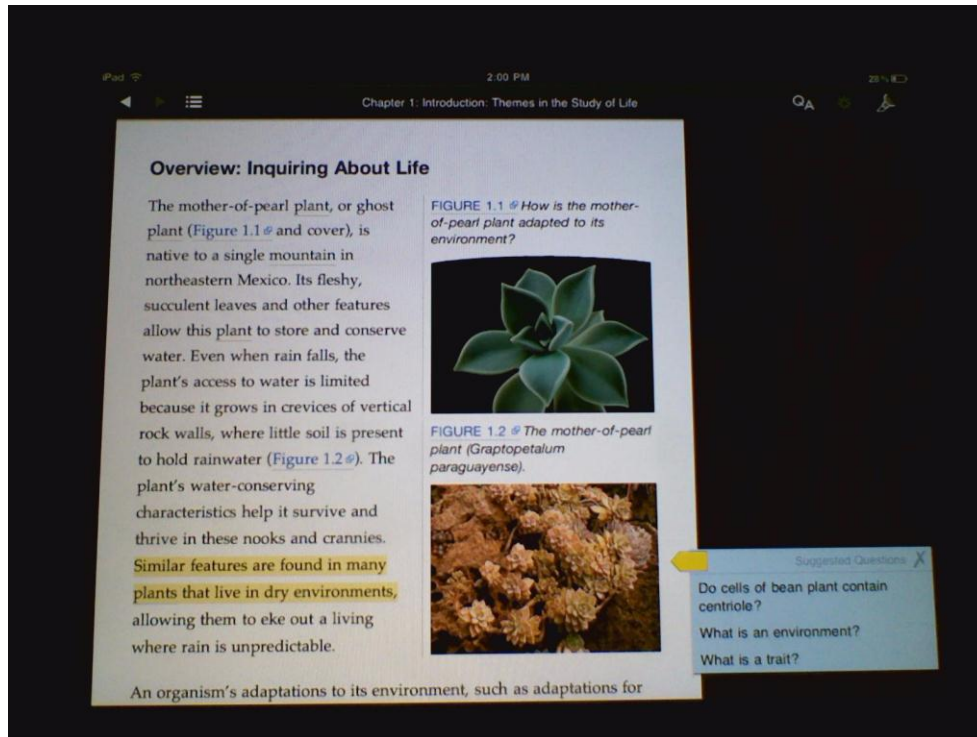 iPad 2:00 PM 28%
Chapter 1: Introduction: Themes in the Study of Life QA
Overview: Inquiring About Life
The mother-of-pearl plant, or ghost
plant (Figure 1.1 and cover), is
native to a single mountain in
northeastern Mexico. Its fleshy,
succulent leaves and other features
allow this plant to store and conserve
water. Even when rain falls, the
plant's access to water is limited
because it grows in crevices of vertical
rock walls, where little soil is present
to hold rainwater (Figure 1.2). The
plant's water-conserving
characteristics help it survive and
thrive in these nooks and crannies.
Similar features are found in many
plants that live in dry environments,
allowing them to eke out a living
where rain is unpredictable.
FIGURE 1.1 How is the mother-
of-pearl plant adapted to its
environment?
FIGURE 1.2 The mother-of-pearl
plant (Graptopetalum
paraguayense).
An organism's adaptations to its environment, such as adaptations for
Suggested Questions X
Do cells of bean plant contain
centriole?
What is an environment?
What is a trait?